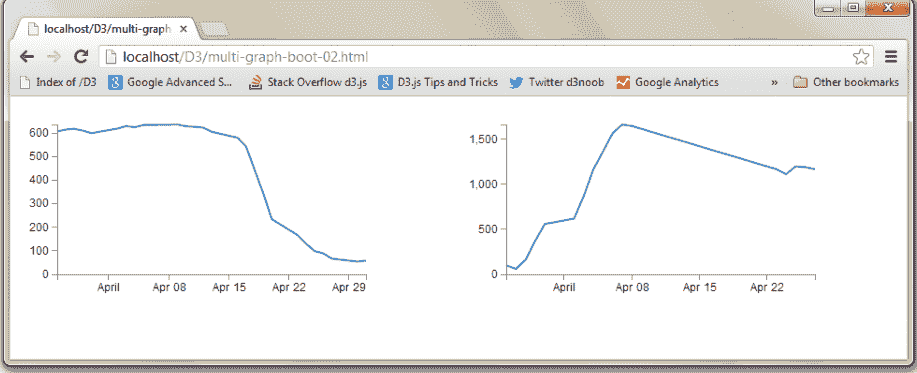 localhost/D3/multi-graph
localhost/D3/multi-graph-boot-02.html
Index of /D3
Google Advanced S...
Stack Overflow d3.js
D3.js Tips and Tricks
Twitter d3noob
Google Analytics
»
Other bookmarks
600
500
400
300
200
100
0
April
Apr 08
Apr 15
Apr 22
Apr 29
1,500
1,000
500
0
April
Apr 08
Apr 15
Apr 22